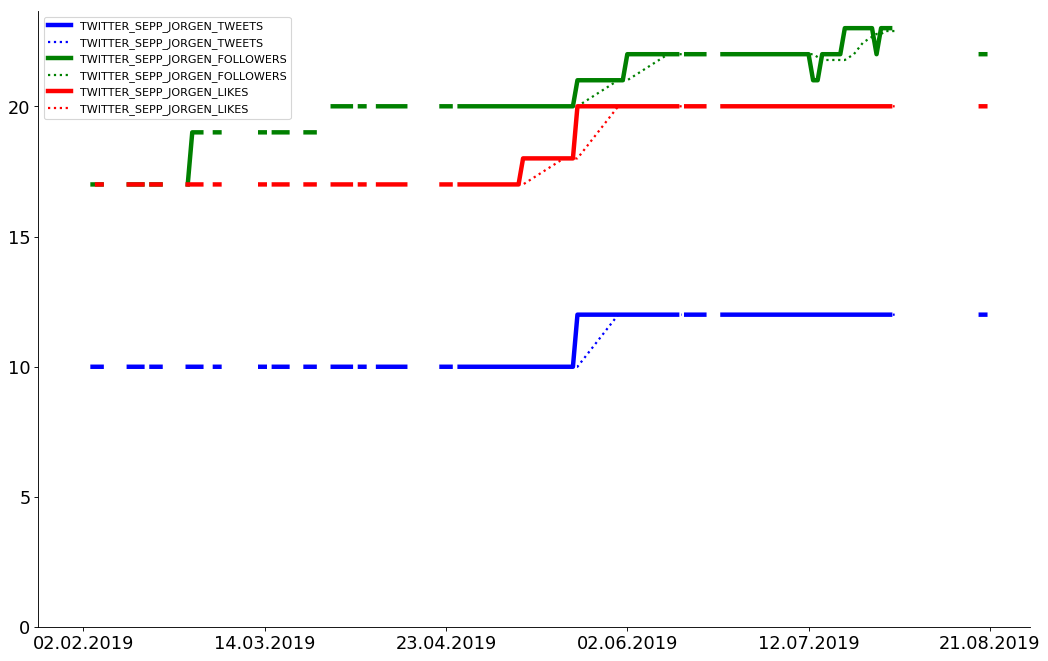 TWITTER_SEPP_JORGEN_TWEETS
TWITTER_SEPP_JORGEN_TWEETS
TWITTER_SEPP_JORGEN_FOLLOWERS
TWITTER_SEPP_JORGEN_FOLLOWERS
TWITTER_SEPP_JORGEN_LIKES
TWITTER_SEPP_JORGEN_LIKES
20
15
10
5
0
02.02.2019 14.03.2019 23.04.2019 02.06.2019 12.07.2019 21.08.2019